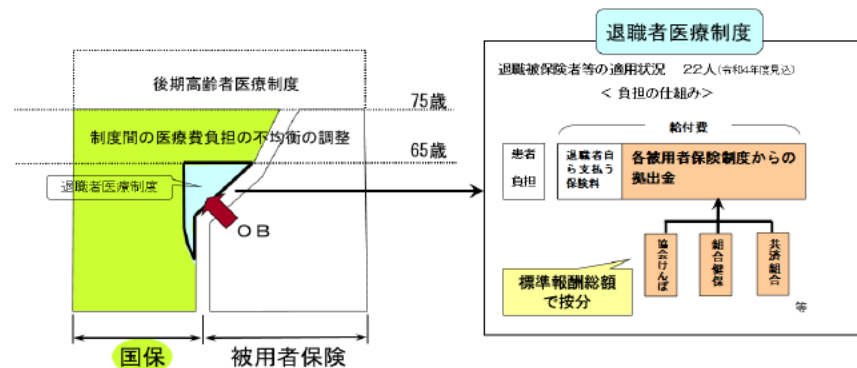 後期高齢者医療制度
75歳
制度間の医療費負担の不均衡の調整
65歳
退職者医療制度
OB
国保
被用者保険
退職者医療制度
退職被保険者等の適用状況 22人(令和4年度見込)
< 負担の仕組み>
給付費
患者
負担
退職者自
ら支払う
保険料
各被用者保険制度からの
拠出金
協会けんぽ
組合健保
共済組合
等
標準報酬総額
で按分